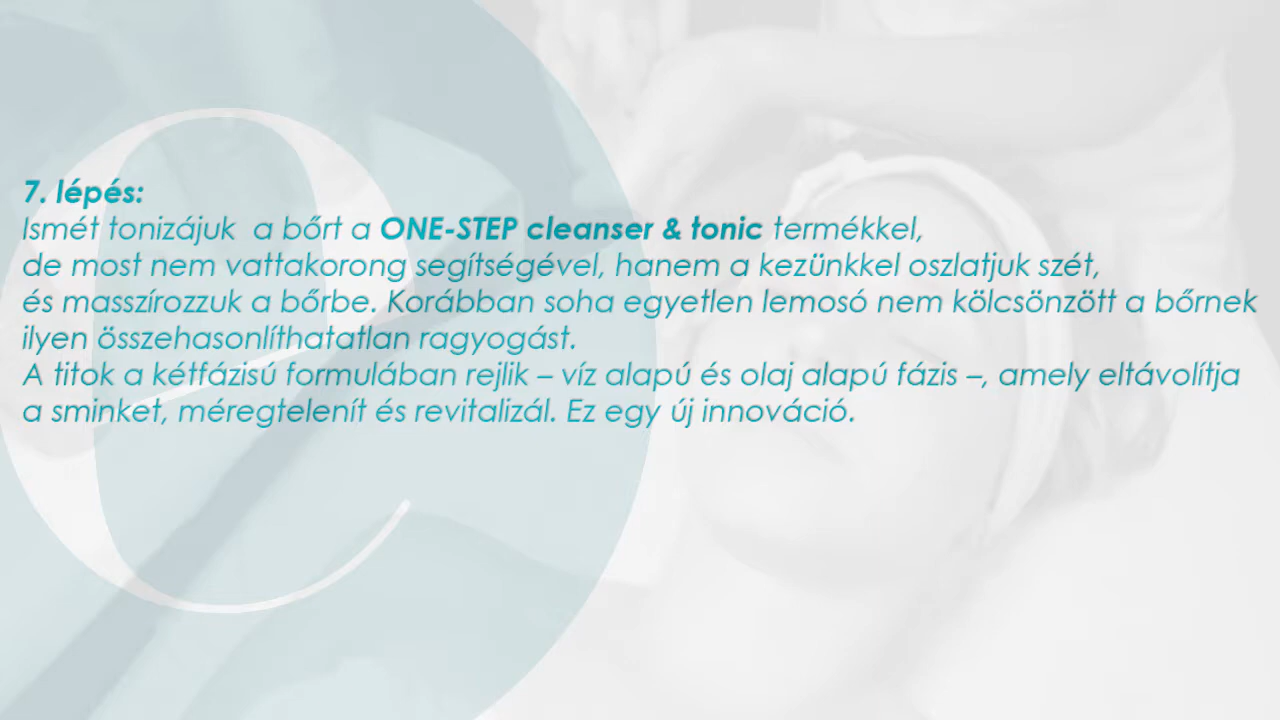 7. lépés:
Ismét tonizájuk  a bőrt a ONE-STEP cleanser & tonic termékkel,
de most nem vattakorong segítségével, hanem a kezünkkel oszlatjuk szét,
és masszírozzuk a bőrbe. Korábban soha egyetlen lemosó nem kölcsönzött a bőrnek
ilyen összehasonlíthatatlan ragyogást.
A titok a kétfázisú formulában rejlik – víz alapú és olaj alapú fázis –, amely eltávolítja
a sminket, méregtelenít és revitalizál. Ez egy új innováció.